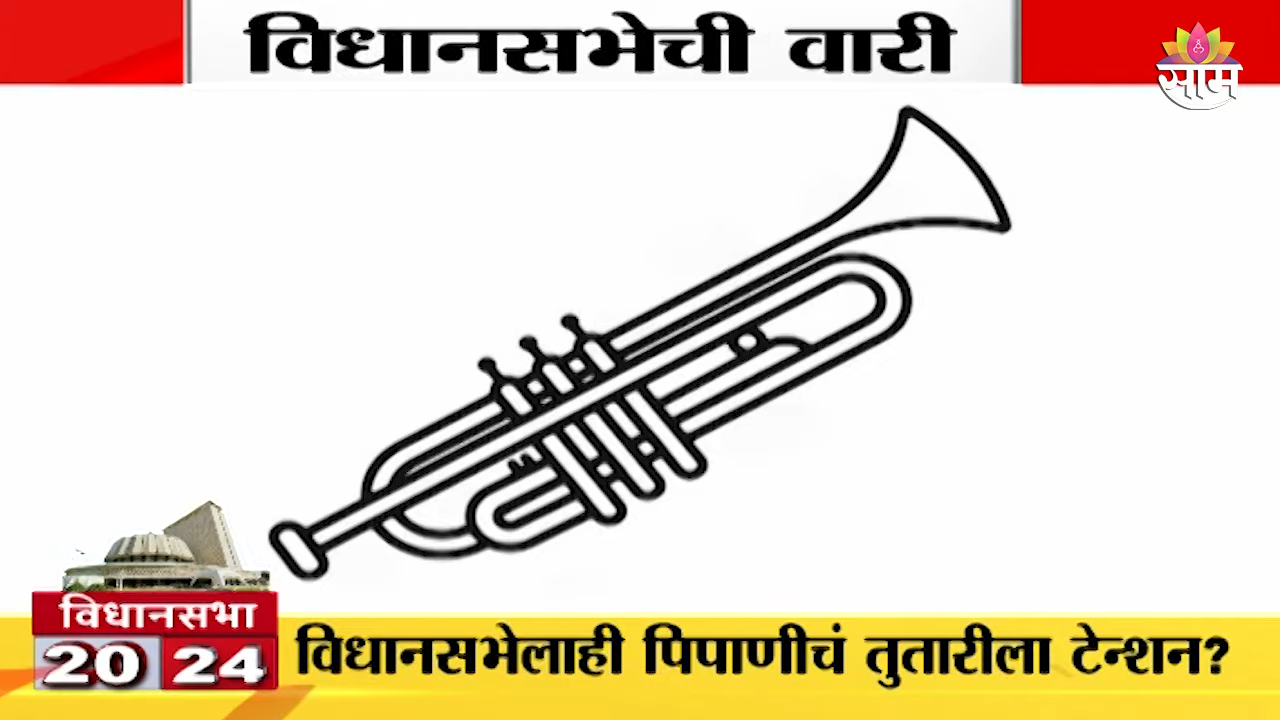 विधानसभेची वारी
साम
विधानसभा
2024
विधानसभेलाही पिपाणीचं तुतारीला टेन्शन?